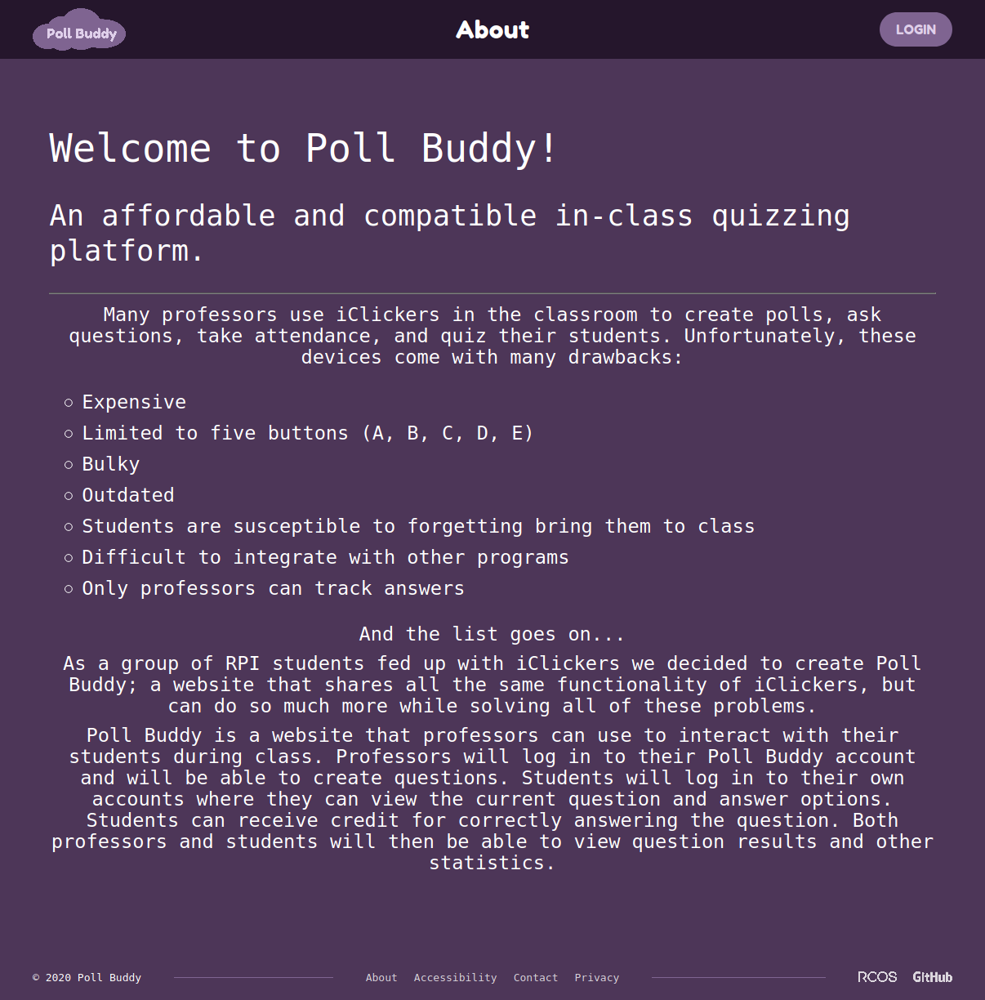 Poll Buddy
About
LOGIN
Welcome to Poll Buddy!
An affordable and compatible in-class quizzing
platform.
Many professors use iClickers in the classroom to create polls, ask
questions, take attendance, and quiz their students. Unfortunately, these
devices come with many drawbacks:
Expensive
Limited to five buttons (A, B, C, D, E)
Bulky
Outdated
Students are susceptible to forgetting bring them to class
Difficult to integrate with other programs
Only professors can track answers
And the list goes on...
As a group of RPI students fed up with iClickers we decided to create Poll
Buddy; a website that shares all the same functionality of iClickers, but
can do so much more while solving all of these problems.
Poll Buddy is a website that professors can use to interact with their
students during class. Professors will log in to their Poll Buddy account
and will be able to create questions. Students will log in to their own
accounts where they can view the current question and answer options.
Students can receive credit for correctly answering the question. Both
professors and students will then be able to view question results and other
statistics.
© 2020 Poll Buddy
About Accessibility Contact Privacy
RCOS GitHub